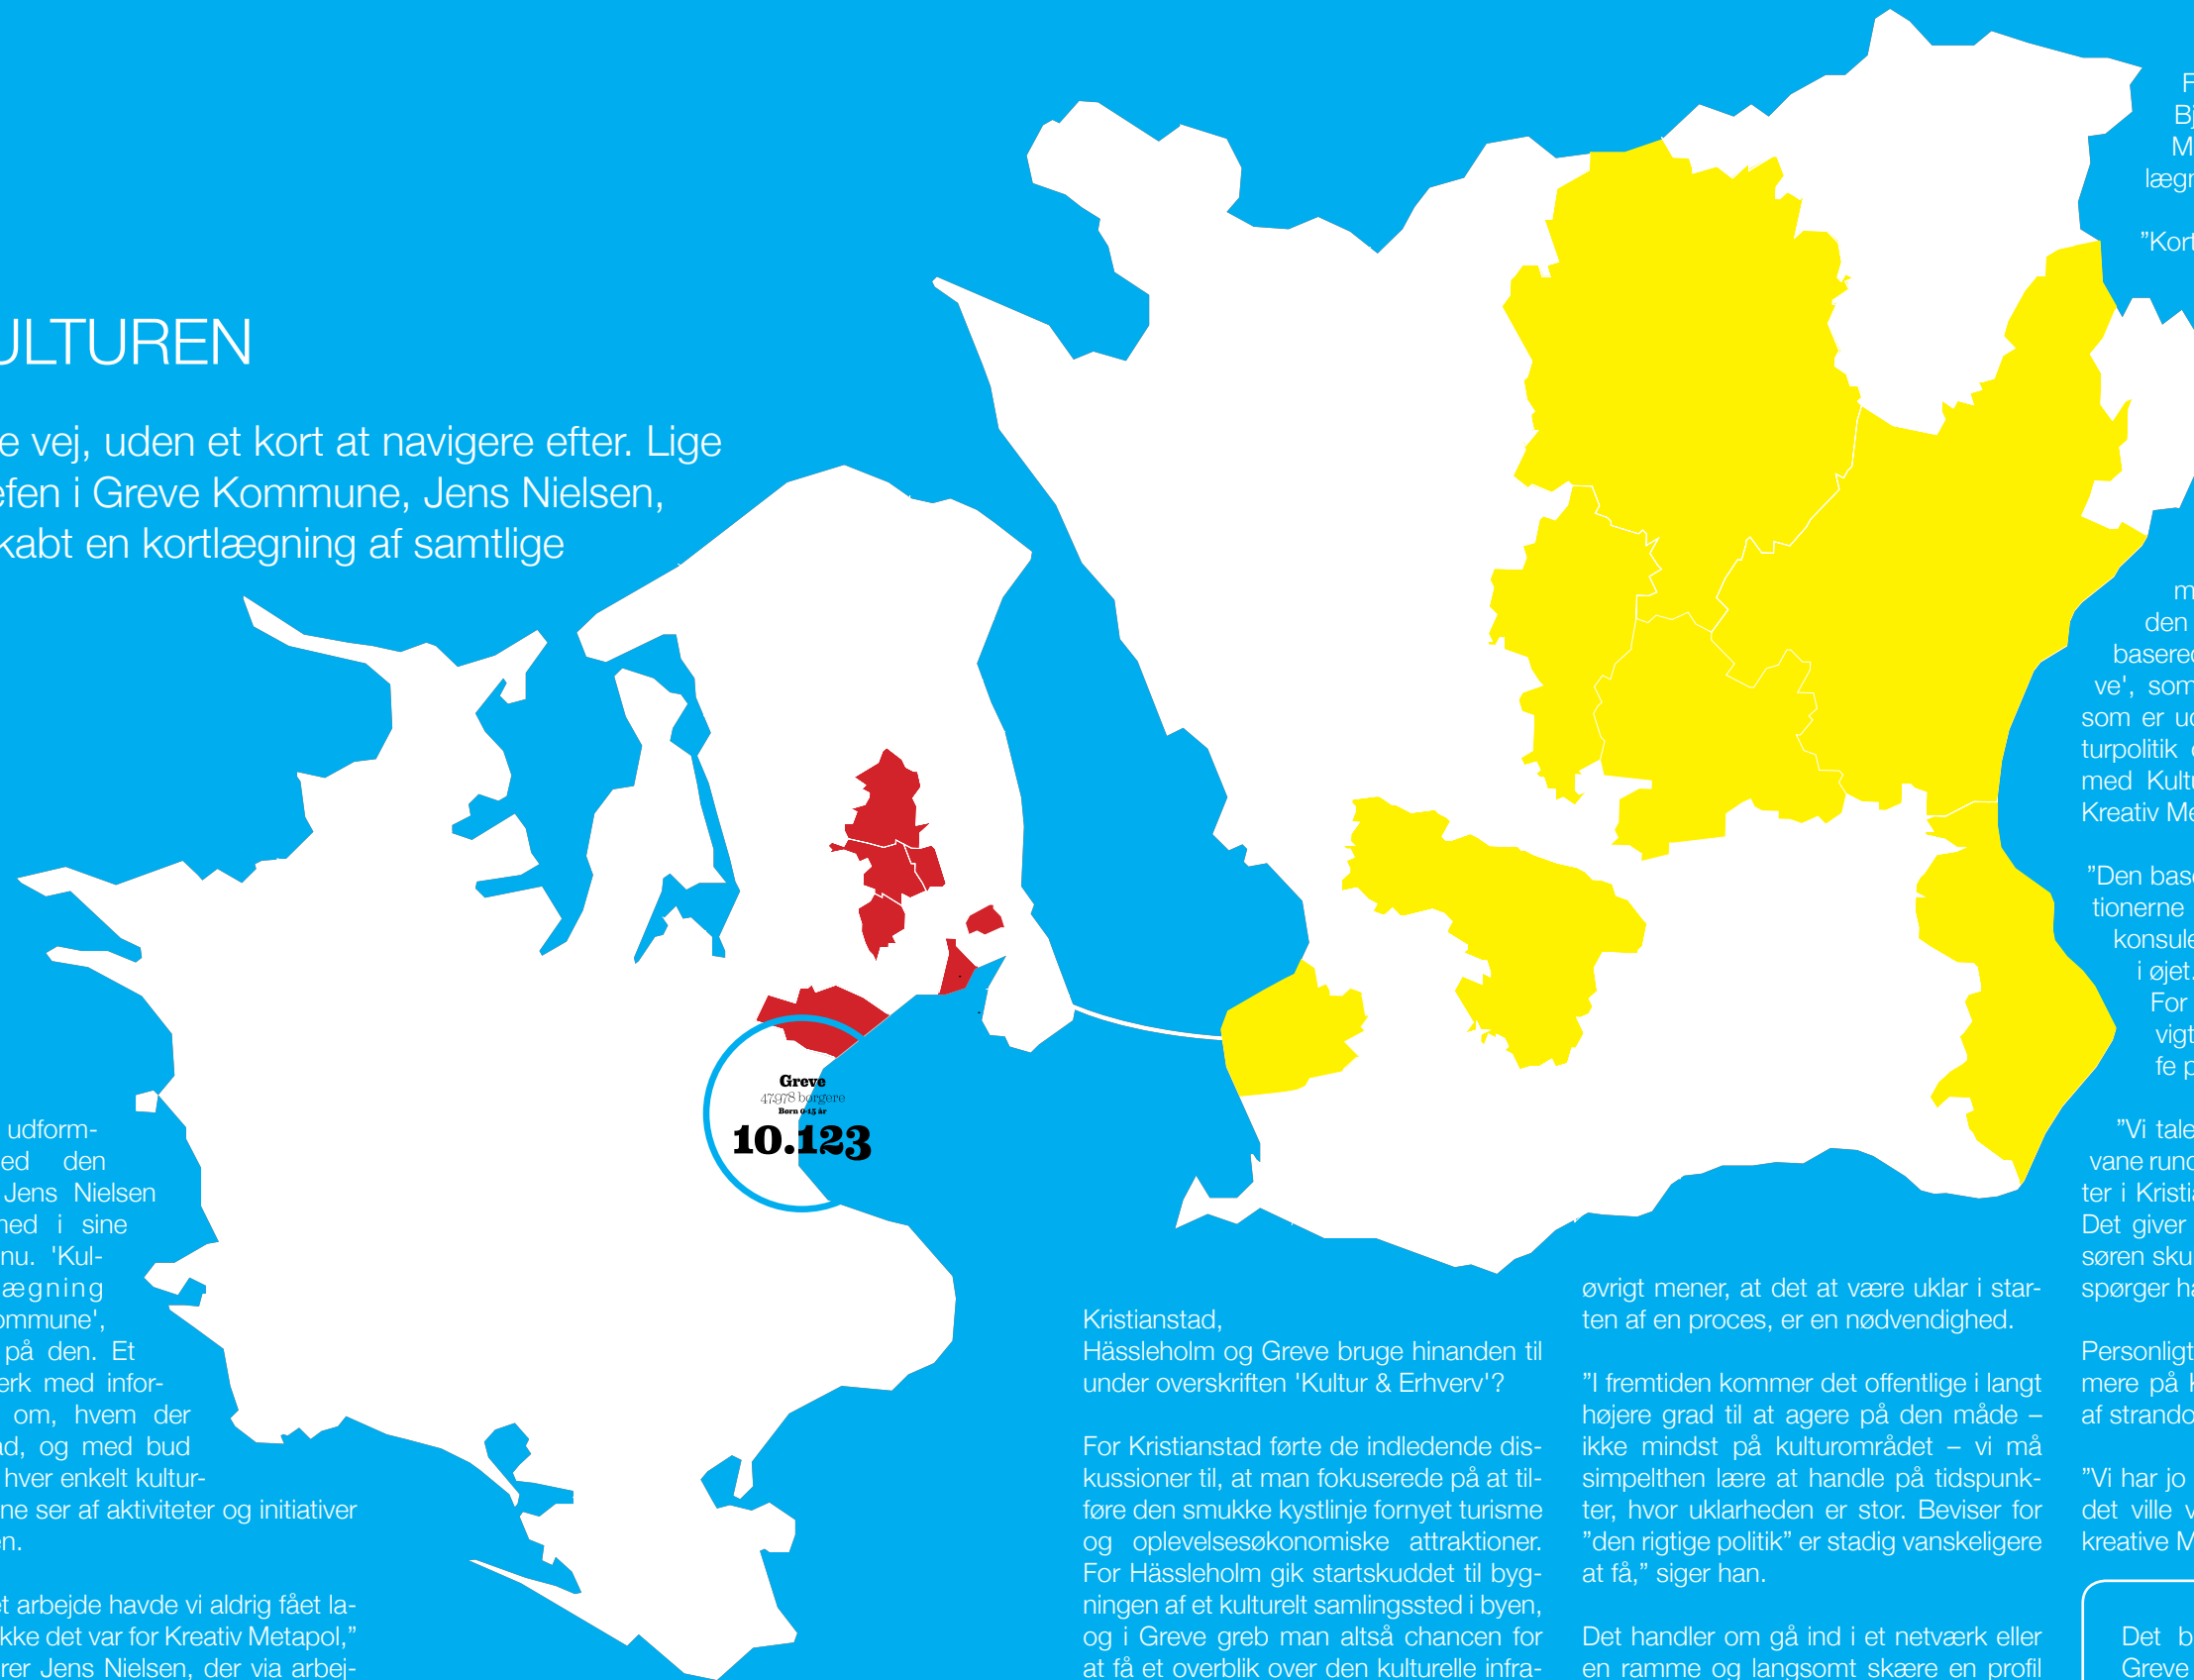 ULTUREN
e vej, uden et kort at navigere efter. Lige
efen i Greve Kommune, Jens Nielsen,
kabt en kortlægning af samtlige
udform-
ed den
Jens Nielsen
ned i sine
nu. 'Kul-
ægning
ommune',
på den. Et
erk med infor-
om, hvem der
ad, og med bud
hver enkelt kultur-
ne ser af aktiviteter og initiativer
en.
et arbejde havde vi aldrig fået la-
kke det var for Kreativ Metapol,"
rer Jens Nielsen, der via arbej-
Greve
47.978 borgere
Børn 0-15 år
10.123
Kristianstad,
Hässleholm og Greve bruge hinanden til
under overskriften 'Kultur & Erhverv'?
For Kristianstad førte de indledende dis-
kussioner til, at man fokuserede på at til-
føre den smukke kystlinje fornyet turisme
og oplevelsesøkonomiske attraktioner.
For Hässleholm gik startskuddet til byg-
ningen af et kulturelt samlingssted i byen,
og i Greve greb man altså chancen for
at få et overblik over den kulturelle infra-
øvrigt mener, at det at være uklar i star-
ten af en proces, er en nødvendighed.
"I fremtiden kommer det offentlige i langt
højere grad til at agere på den måde –
ikke mindst på kulturområdet – vi må
simpelthen lære at handle på tidspunk-
ter, hvor uklarheden er stor. Beviser for
"den rigtige politik" er stadig vanskeligere
at få," siger han.
Det handler om gå ind i et netværk eller
en ramme og langsomt skære en profil
F
Bj
M
lægr
"Kort
m
den
basered
ve', som
som er ud
turpolitik
med Kultu
Kreativ Me
"Den base
tionerne
konsule
i øjet.
For
vigt
fe p
"Vi tale
vane rund
ter i Kristia
Det giver
søren sku
spørger ha
Personligt
mere på k
af strando
"Vi har jo
det ville v
kreative M
Det b
Greve